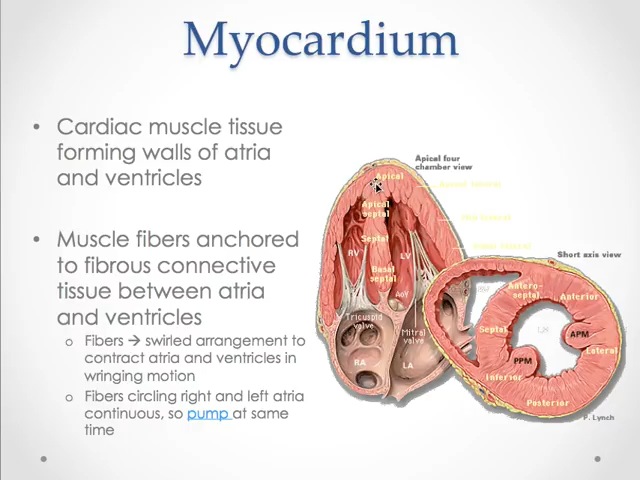 Myocardium
• Cardiac muscle tissue
forming walls of atria
and ventricles
• Muscle fibers anchored
to fibrous connective
tissue between atria
and ventricles
o Fibers → swirled arrangement to
contract atria and ventricles in
wringing motion
o Fibers circling right and left atria
continuous, so pump at same
time
Apical four
chamber view
Apical
Apical
septal
Septal
RV
LV
Basal
septal
AoV
Tricuspid
valve
Mitral
valve
RA
LA
Short axis view
Antero-
septal
Anterior
Septal
APM
Lateral
PPM
Inferior
Posterior
P. Lynch